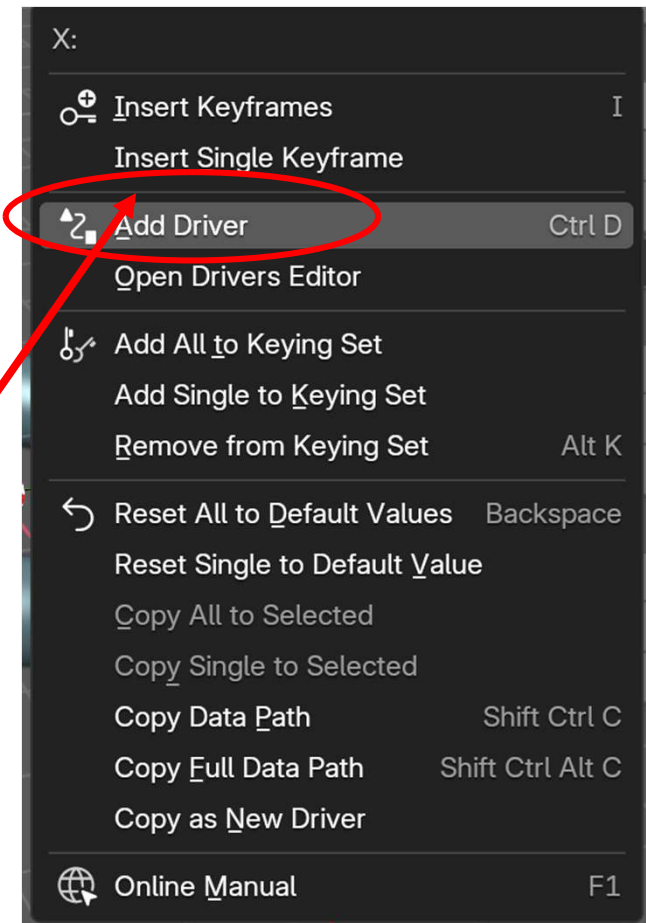 X:
Insert Keyframes I
Insert Single Keyframe
Add Driver Ctrl D
Open Drivers Editor
Add All to Keying Set
Add Single to Keying Set
Remove from Keying Set Alt K
Reset All to Default Values Backspace
Reset Single to Default Value
Copy All to Selected
Copy Single to Selected
Copy Data Path Shift Ctrl C
Copy Full Data Path Shift Ctrl Alt C
Copy as New Driver
Online Manual F1